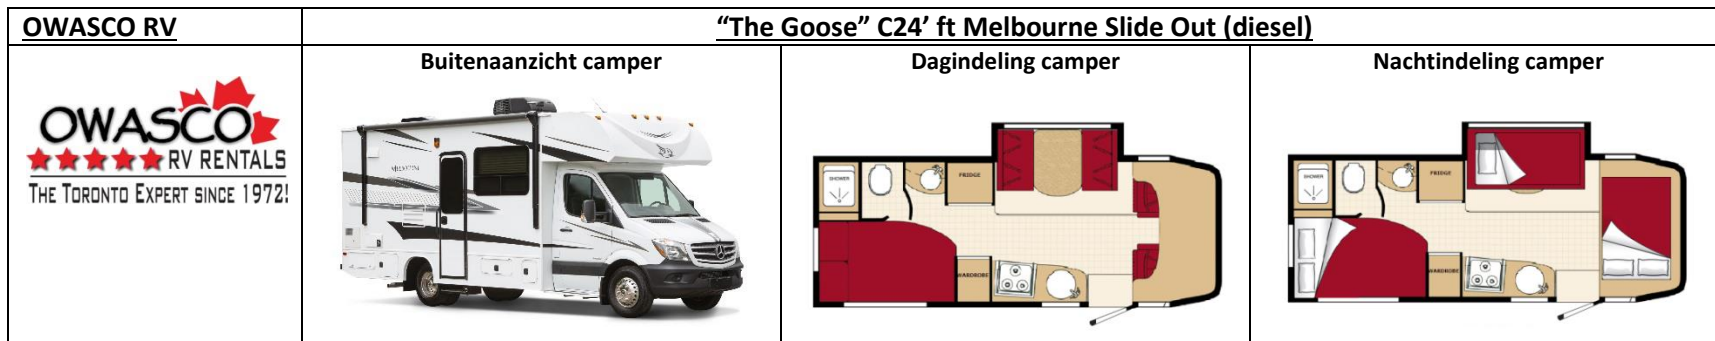 OWASCO RV
“The Goose” C24’ ft Melbourne Slide Out (diesel)
Buitenaanzicht camper
Dagindeling camper
Nachtindeling camper
OWASCO
RV RENTALS
THE TORONTO EXPERT SINCE 1972!
SHOWER
FRIDGE
WARDROBE
SHOWER
FRIDGE
WARDROBE